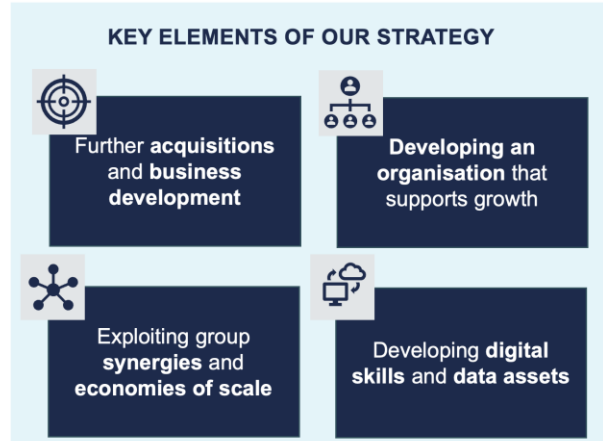 KEY ELEMENTS OF OUR STRATEGY
Further acquisitions
and business
development
Developing an
organisation that
supports growth
Exploiting group
synergies and
economies of scale
Developing digital
skills and data assets